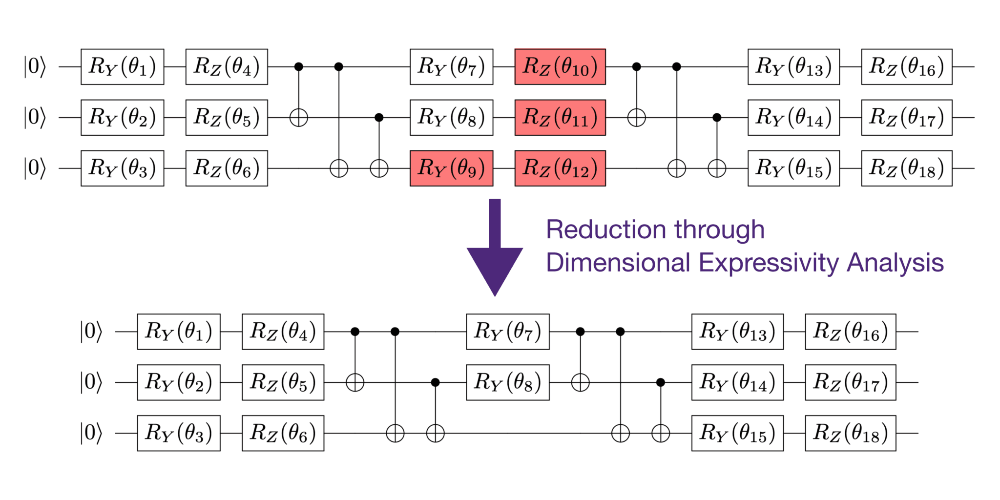 |0⟩ R_Y(θ_1) R_Z(θ_4) R_Y(θ_7) R_Z(θ_10) R_Y(θ_13) R_Z(θ_16)
|0⟩ R_Y(θ_2) R_Z(θ_5) R_Y(θ_8) R_Z(θ_11) R_Y(θ_14) R_Z(θ_17)
|0⟩ R_Y(θ_3) R_Z(θ_6) R_Y(θ_9) R_Z(θ_12) R_Y(θ_15) R_Z(θ_18)
Reduction through
Dimensional Expressivity Analysis
|0⟩ R_Y(θ_1) R_Z(θ_4) R_Y(θ_7) R_Y(θ_13) R_Z(θ_16)
|0⟩ R_Y(θ_2) R_Z(θ_5) R_Y(θ_8) R_Y(θ_14) R_Z(θ_17)
|0⟩ R_Y(θ_3) R_Z(θ_6) R_Y(θ_15) R_Z(θ_18)